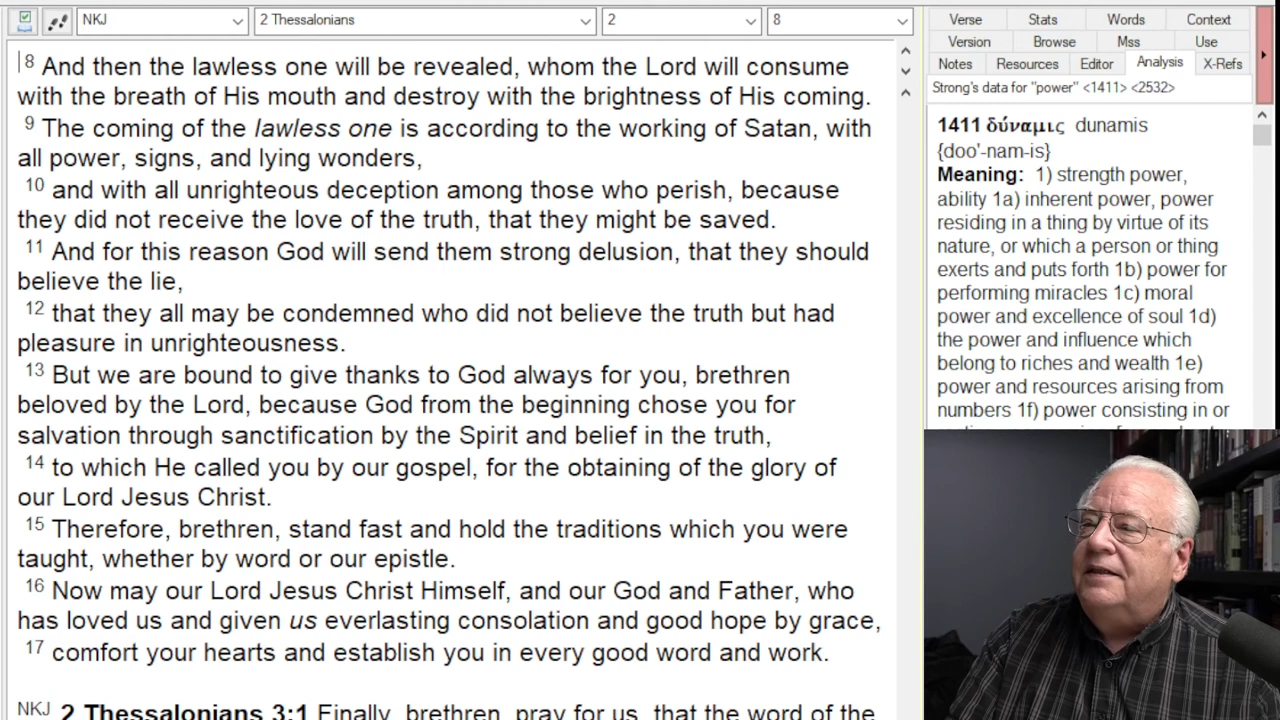 NKJ
2 Thessalonians
2
8
8 And then the lawless one will be revealed, whom the Lord will consume
with the breath of His mouth and destroy with the brightness of His coming.
9 The coming of the lawless one is according to the working of Satan, with
all power, signs, and lying wonders,
10 and with all unrighteous deception among those who perish, because
they did not receive the love of the truth, that they might be saved.
11 And for this reason God will send them strong delusion, that they should
believe the lie,
12 that they all may be condemned who did not believe the truth but had
pleasure in unrighteousness.
13 But we are bound to give thanks to God always for you, brethren
beloved by the Lord, because God from the beginning chose you for
salvation through sanctification by the Spirit and belief in the truth,
14 to which He called you by our gospel, for the obtaining of the glory of
our Lord Jesus Christ.
15 Therefore, brethren, stand fast and hold the traditions which you were
taught, whether by word or our epistle.
16 Now may our Lord Jesus Christ Himself, and our God and Father, who
has loved us and given us everlasting consolation and good hope by grace,
17 comfort your hearts and establish you in every good word and work.
NKJ 2 Thessalonians 3:1 Finally, brethren, pray for us, that the word of the
Verse Stats Words Context
Version Browse Mss Use
Notes Resources Editor Analysis X-Refs
Strong's data for "power" <1411> <2532>
1411 δύναμις dunamis
{doo'-nam-is}
Meaning: 1) strength power,
ability 1a) inherent power, power
residing in a thing by virtue of its
nature, or which a person or thing
exerts and puts forth 1b) power for
performing miracles 1c) moral
power and excellence of soul 1d)
the power and influence which
belong to riches and wealth 1e)
power and resources arising from
numbers 1f) power consisting in or